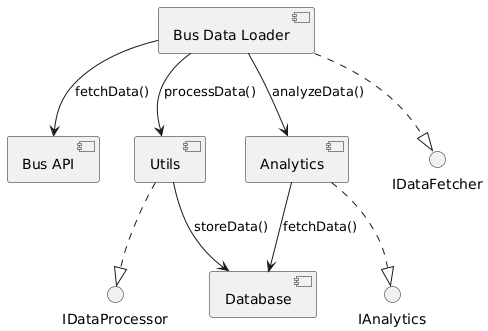 Bus Data Loader
fetchData()
processData()
analyzeData()
Bus API
Utils
Analytics
IDataFetcher
storeData()
fetchData()
IDataProcessor
Database
IAnalytics